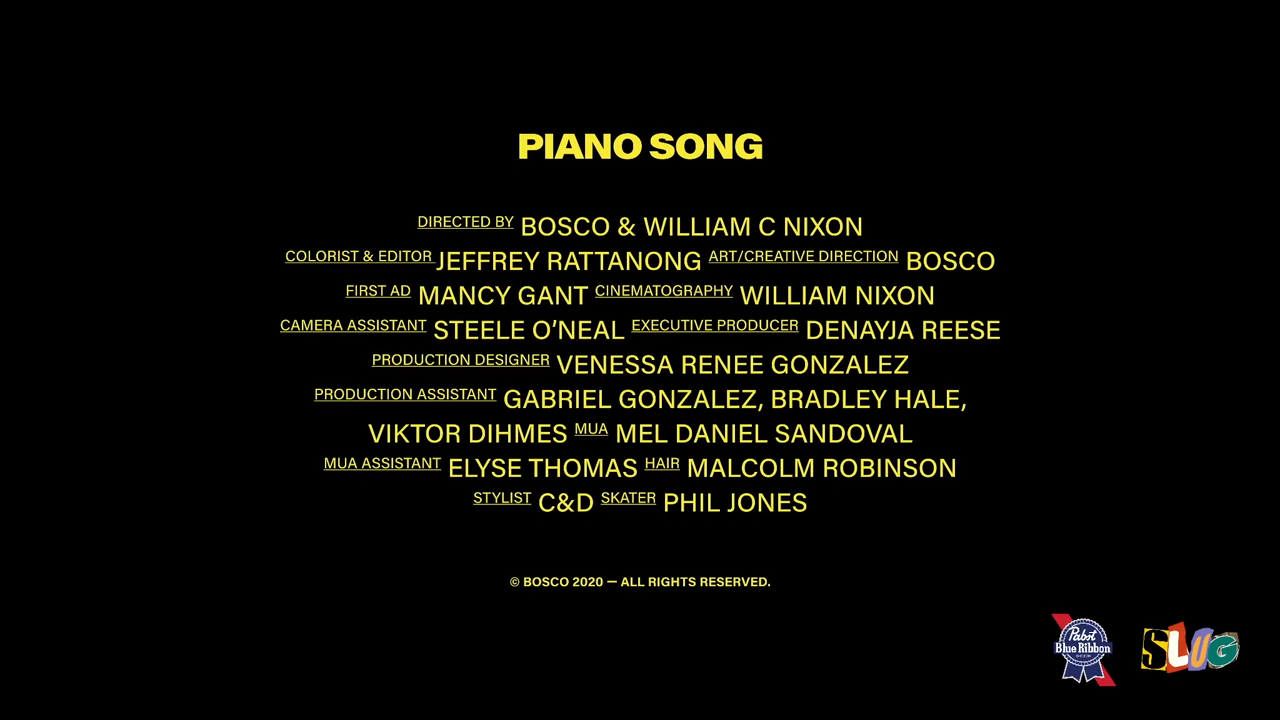 PIANO SONG
DIRECTED BY BOSCO & WILLIAM C NIXON
COLORIST & EDITOR JEFFREY RATTANONG ART/CREATIVE DIRECTION BOSCO
FIRST AD MANCY GANT CINEMATOGRAPHY WILLIAM NIXON
CAMERA ASSISTANT STEELE O’NEAL EXECUTIVE PRODUCER DENAYJA REESE
PRODUCTION DESIGNER VENESSA RENEE GONZALEZ
PRODUCTION ASSISTANT GABRIEL GONZALEZ, BRADLEY HALE,
VIKTOR DIHMES MUA MEL DANIEL SANDOVAL
MUA ASSISTANT ELYSE THOMAS HAIR MALCOLM ROBINSON
STYLIST C&D SKATER PHIL JONES
© BOSCO 2020 — ALL RIGHTS RESERVED.
Pabst
Blue Ribbon
SLUG